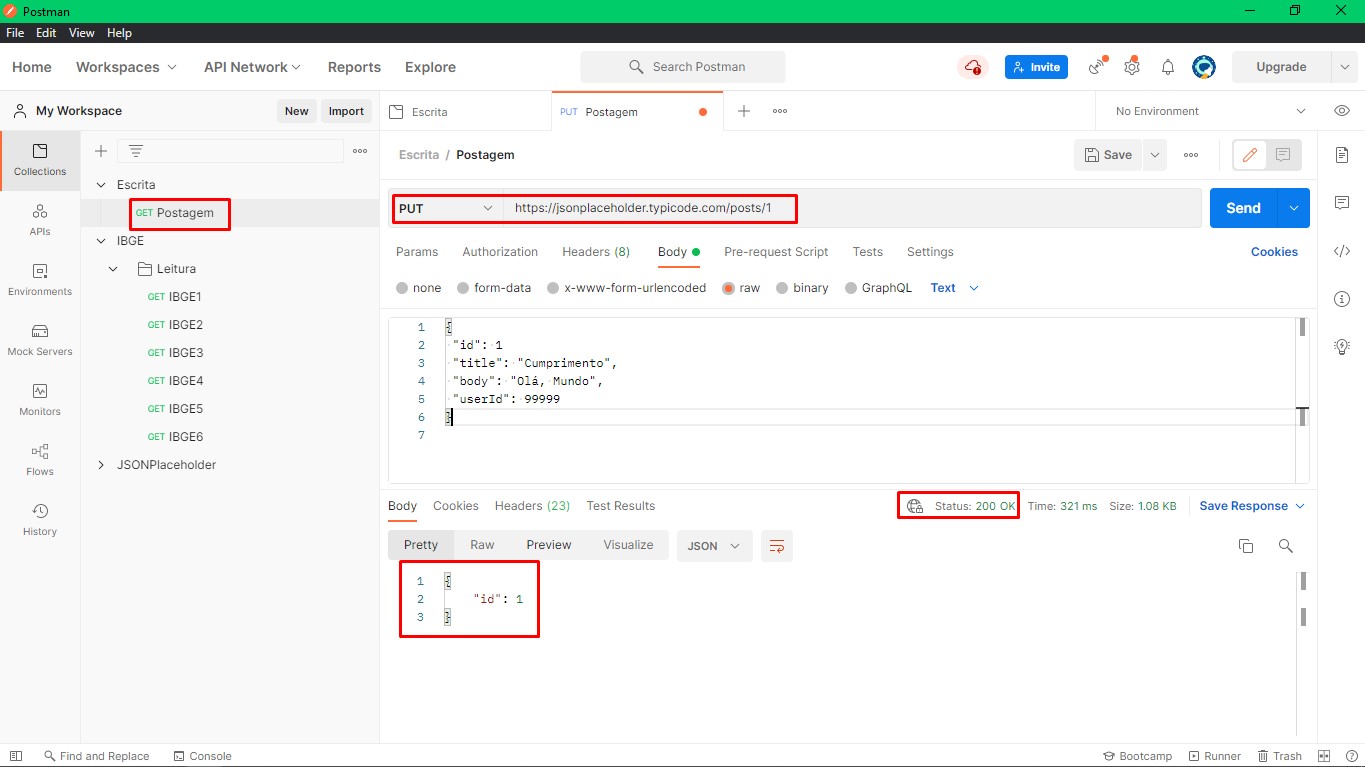 Postman
File Edit View Help
Home Workspaces API Network Reports Explore Search Postman Invite Upgrade
My Workspace New Import
Escrita PUT Postagem No Environment
Collections
APIs
Environments
Mock Servers
Monitors
Flows
History
Escrita
GET Postagem
IBGE
Leitura
GET IBGE1
GET IBGE2
GET IBGE3
GET IBGE4
GET IBGE5
GET IBGE6
JSONPlaceholder
Escrita / Postagem Save
PUT https://jsonplaceholder.typicode.com/posts/1 Send
Params Authorization Headers (8) Body Pre-request Script Tests Settings Cookies
none form-data x-www-form-urlencoded raw binary GraphQL Text
1 {
2 "id": 1
3 "title": "Cumprimento",
4 "body": "Olá, Mundo",
5 "userId": 99999
6 }
7
Body Cookies Headers (23) Test Results Status: 200 OK Time: 321 ms Size: 1.08 KB Save Response
Pretty Raw Preview Visualize JSON
1 {
2 "id": 1
3 }
Find and Replace Console Bootcamp Runner Trash